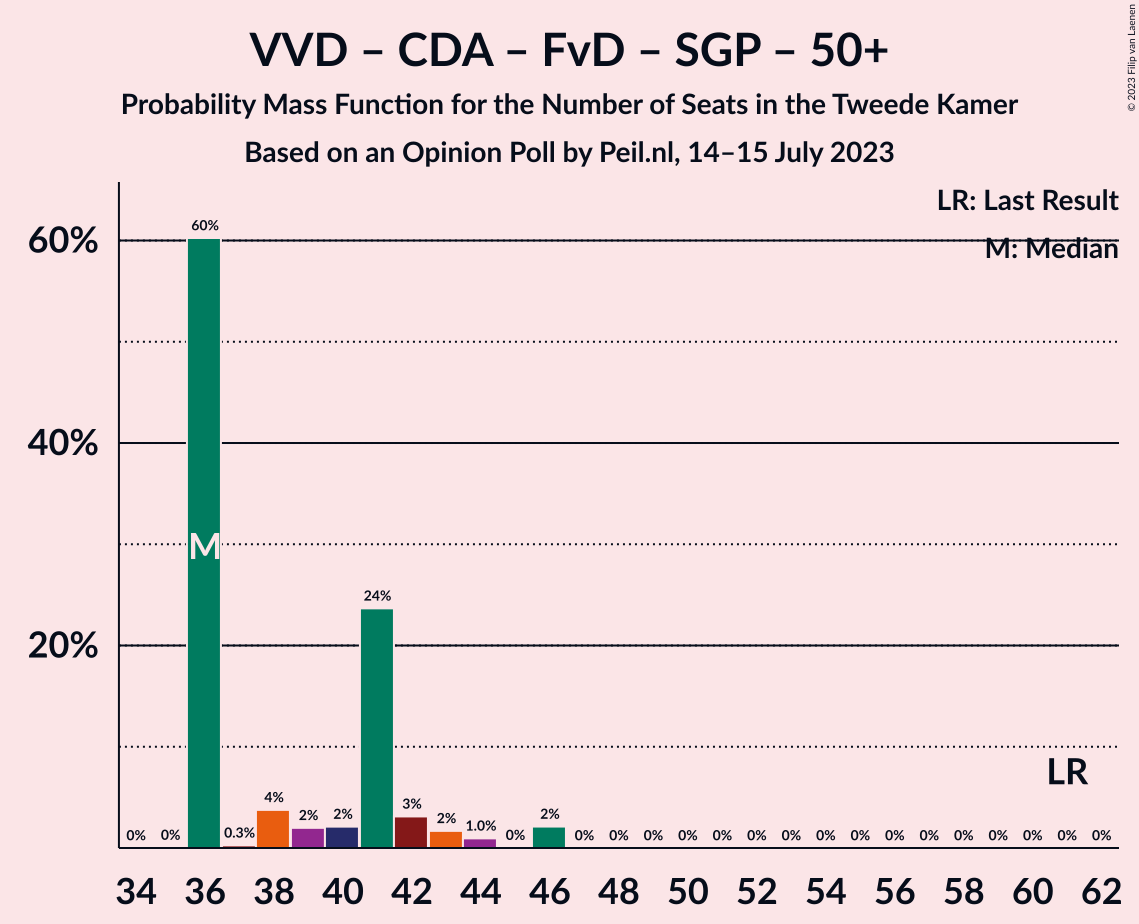 VVD – CDA – FvD – SGP – 50+
Probability Mass Function for the Number of Seats in the Tweede Kamer
Based on an Opinion Poll by Peil.nl, 14–15 July 2023
© 2023 Filip van Laenen
LR: Last Result
M: Median
60%
40%
20%
0% 0% 60% 0.3% 4% 2% 2% 24% 3% 2% 1.0% 0% 2% 0% 0% 0% 0% 0% 0% 0% 0% 0% 0% 0% 0% 0% 0% 0% 0%
M
LR
34 36 38 40 42 44 46 48 50 52 54 56 58 60 62